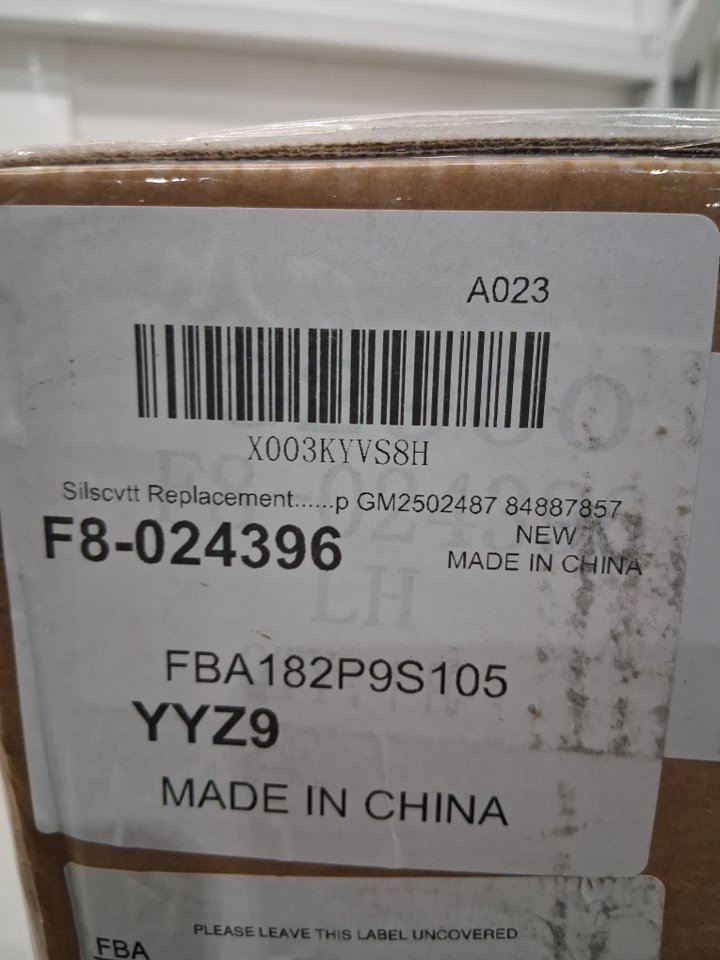 A023
X003KYVS8H
Silscvtt Replacement......p GM2502487 84887857
NEW
F8-024396
MADE IN CHINA
LH
FBA182P9S105
YYZ9
MADE IN CHINA
PLEASE LEAVE THIS LABEL UNCOVERED
FBA